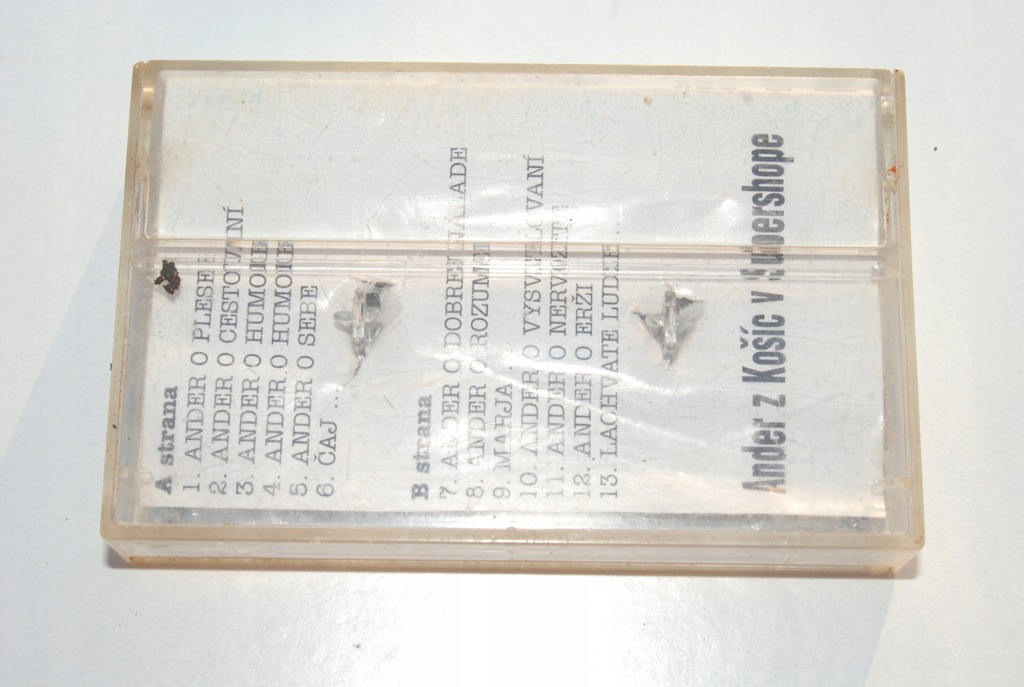 A strana
1. ANDER O PLESE
2. ANDER O CESTOVANÍ
3. ANDER O HUMORE
4. ANDER O HUMORE
5. ANDER O SEBE
6. ČAJ ...
B strana
7. ANDER O DOBREJ NALADE
8. ANDER O ROZUME
9. MARJA
10. ANDER O VYSVETLOVANÍ
11. ANDER O NERVOZITE
12. ANDER O ERŽI
13. LACHVATE LUDZE
Ander z Košíc v Supershope